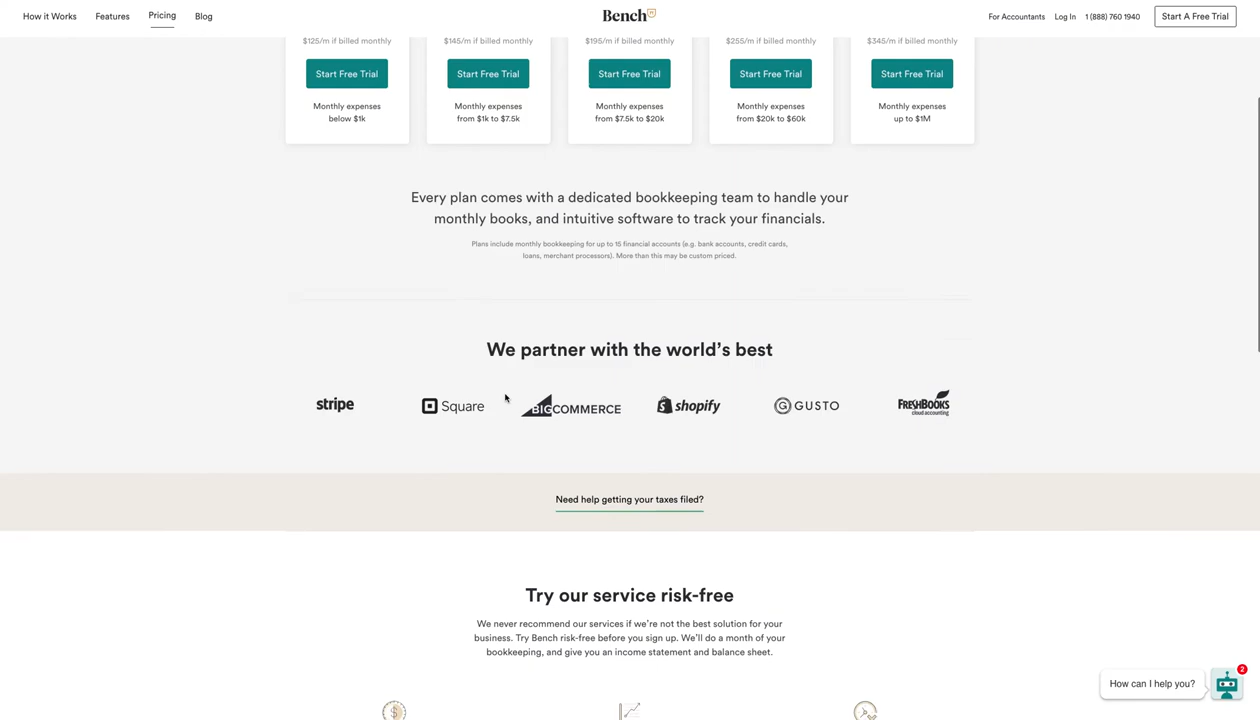 How it Works Features Pricing Blog Bench For Accountants Log In 1 (888) 760 1940 Start A Free Trial
$125/m if billed monthly $145/m if billed monthly $195/m if billed monthly $255/m if billed monthly $345/m if billed monthly
Start Free Trial Start Free Trial Start Free Trial Start Free Trial Start Free Trial
Monthly expenses Monthly expenses Monthly expenses Monthly expenses Monthly expenses
below $1k from $1k to $7.5k from $7.5k to $20k from $20k to $60k up to $1M
Every plan comes with a dedicated bookkeeping team to handle your
monthly books, and intuitive software to track your financials.
Plans include monthly bookkeeping for up to 15 financial accounts (e.g. bank accounts, credit cards,
loans, merchant processors). More than this may be custom priced.
We partner with the world's best
stripe Square BIGCOMMERCE shopify GUSTO FRESHBOOKS
cloud accounting
Need help getting your taxes filed?
Try our service risk-free
We never recommend our services if we're not the best solution for your
business. Try Bench risk-free before you sign up. We'll do a month of your
bookkeeping, and give you an income statement and balance sheet.
How can I help you? 2